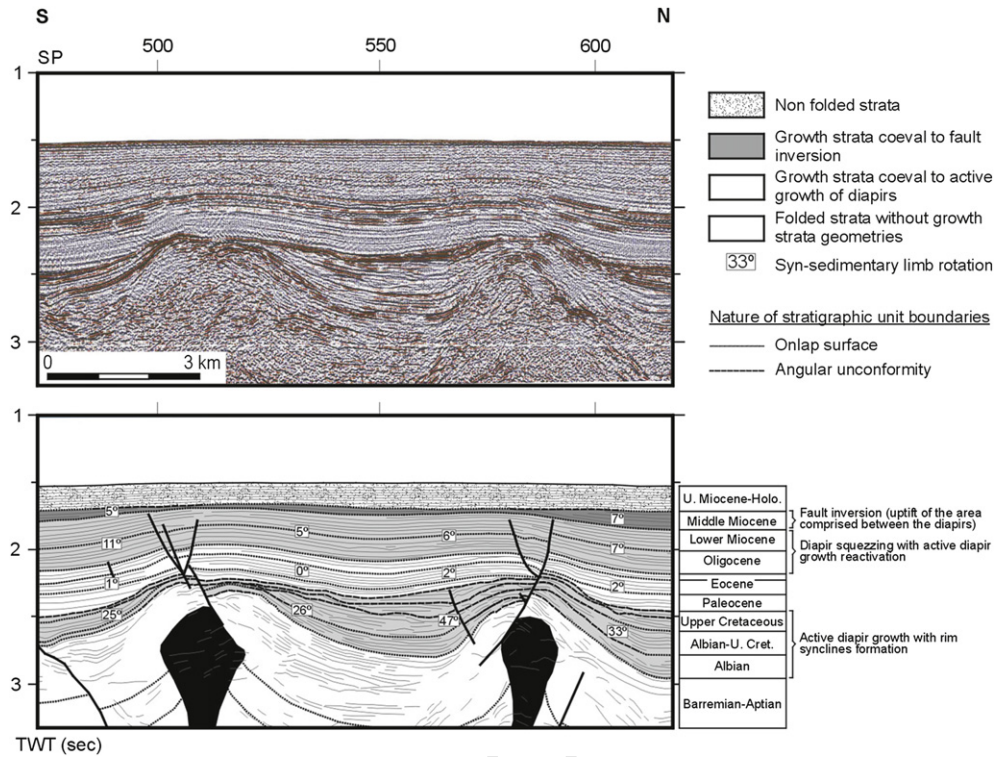 S
N
SP
500
550
600
1
2
3
0
3 km
Non folded strata
Growth strata coeval to fault
inversion
Growth strata coeval to active
growth of diapirs
Folded strata without growth
strata geometries
33º
Syn-sedimentary limb rotation
Nature of stratigraphic unit boundaries
Onlap surface
Angular unconformity
1
2
3
5º
11º
1º
25º
5º
0º
26º
6º
2º
47º
7º
7º
2º
33º
TWT (sec)
U. Miocene-Holo.
Middle Miocene
Lower Miocene
Oligocene
Eocene
Paleocene
Upper Cretaceous
Albian-U. Cret.
Albian
Barremian-Aptian
Fault inversion (uplift of the area
comprised between the diapirs)
Diapir squezzing with active diapir
growth reactivation
Active diapir growth with rim
synclines formation